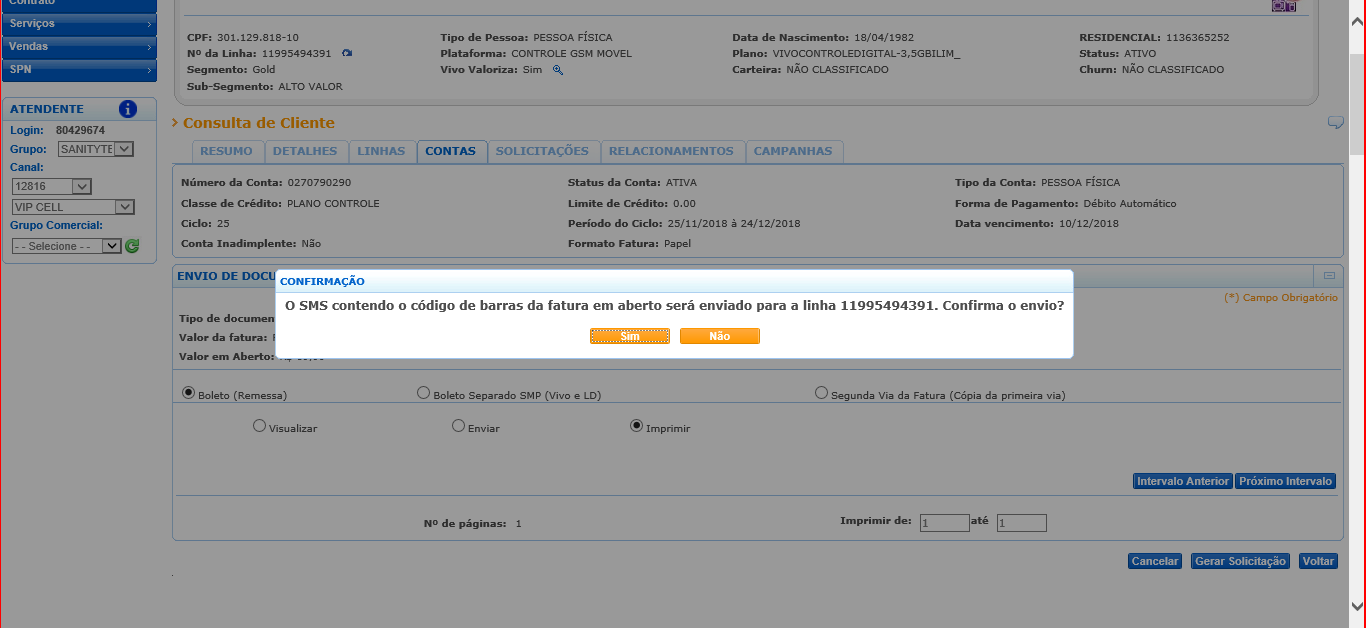 Contrato
Serviços
Vendas
SPN
ATENDENTE
Login: 80429674
Grupo: SANITYTE
Canal:
12816
VIP CELL
Grupo Comercial:
- - Selecione - -
CPF: 301.129.818-10 Tipo de Pessoa: PESSOA FÍSICA Data de Nascimento: 18/04/1982 RESIDENCIAL: 1136365252
Nº da Linha: 11995494391 Plataforma: CONTROLE GSM MOVEL Plano: VIVOCONTROLEDIGITAL-3,5GBILIM_ Status: ATIVO
Segmento: Gold Vivo Valoriza: Sim Carteira: NÃO CLASSIFICADO Churn: NÃO CLASSIFICADO
Sub-Segmento: ALTO VALOR
Consulta de Cliente
RESUMO DETALHES LINHAS CONTAS SOLICITAÇÕES RELACIONAMENTOS CAMPANHAS
Número da Conta: 0270790290 Status da Conta: ATIVA Tipo da Conta: PESSOA FÍSICA
Classe de Crédito: PLANO CONTROLE Limite de Crédito: 0.00 Forma de Pagamento: Débito Automático
Ciclo: 25 Período do Ciclo: 25/11/2018 à 24/12/2018 Data vencimento: 10/12/2018
Conta Inadimplente: Não Formato Fatura: Papel
ENVIO DE DOCU
CONFIRMAÇÃO
O SMS contendo o código de barras da fatura em aberto será enviado para a linha 11995494391. Confirma o envio?
Sim Não
(*) Campo Obrigatório
Tipo de documen
Valor da fatura:
Valor em Aberto:
Boleto (Remessa) Boleto Separado SMP (Vivo e LD) Segunda Via da Fatura (Cópia da primeira via)
Visualizar Enviar Imprimir
Intervalo Anterior Próximo Intervalo
Nº de páginas: 1 Imprimir de: 1 até 1
Cancelar Gerar Solicitação Voltar